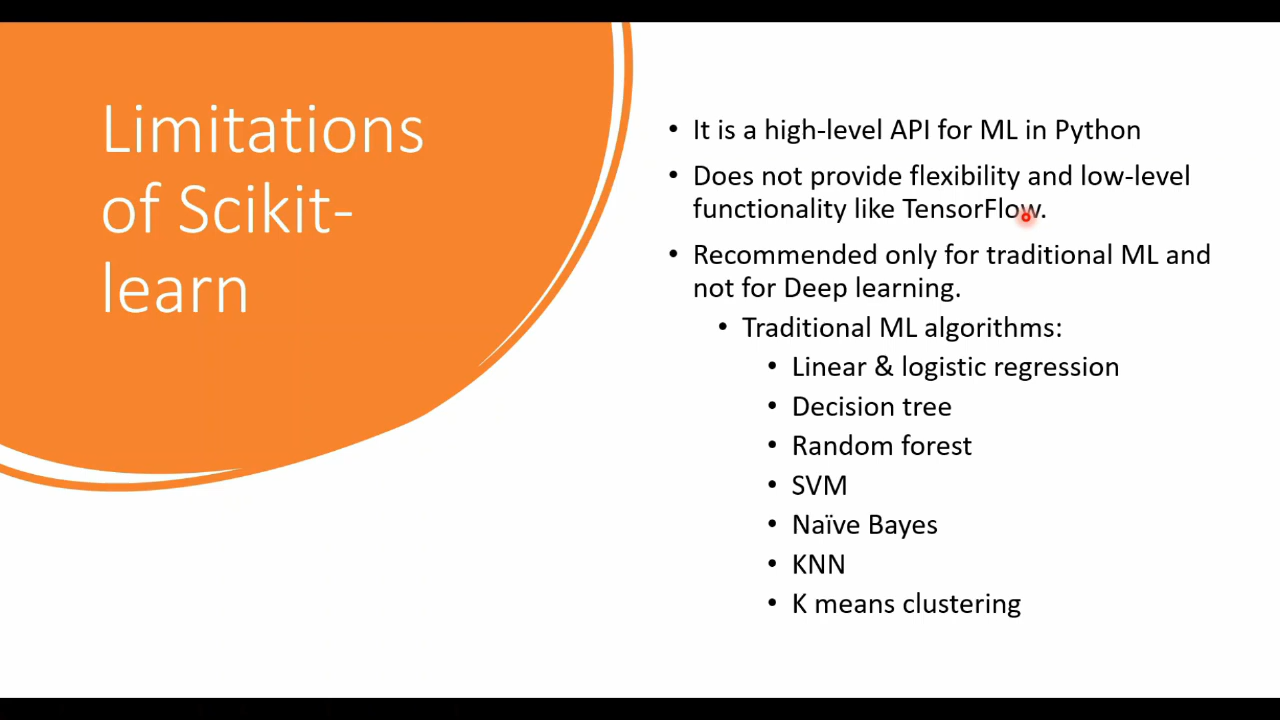 Limitations
of Scikit-
learn
• It is a high-level API for ML in Python
• Does not provide flexibility and low-level
functionality like TensorFlow.
• Recommended only for traditional ML and
not for Deep learning.
• Traditional ML algorithms:
• Linear & logistic regression
• Decision tree
• Random forest
• SVM
• Naïve Bayes
• KNN
• K means clustering